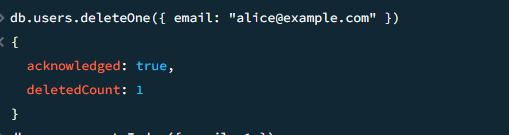 > db.users.deleteOne({ email: "alice@example.com" })
< {
acknowledged: true,
deletedCount: 1
}